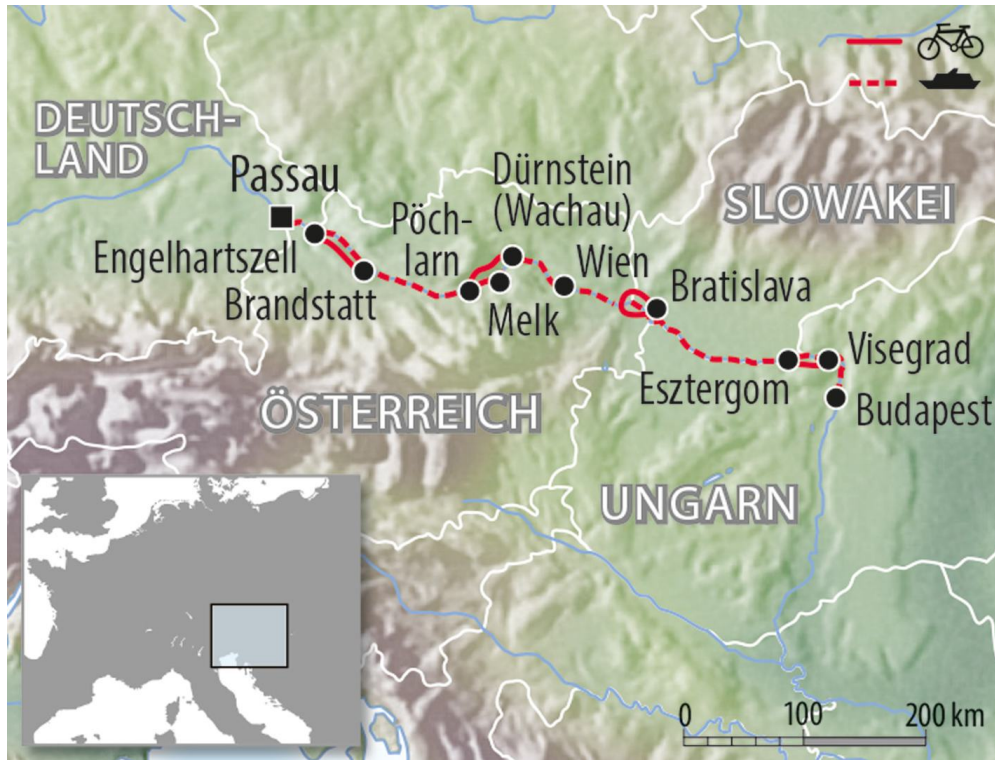 DEUTSCH-
LAND
Passau
Dürnstein
(Wachau)
SLOWAKEI
Pöch-
larn
Engelhartszell
Wien
Brandstatt
Bratislava
Melk
Visegrad
Esztergom
ÖSTERREICH
Budapest
UNGARN
0 100 200 km